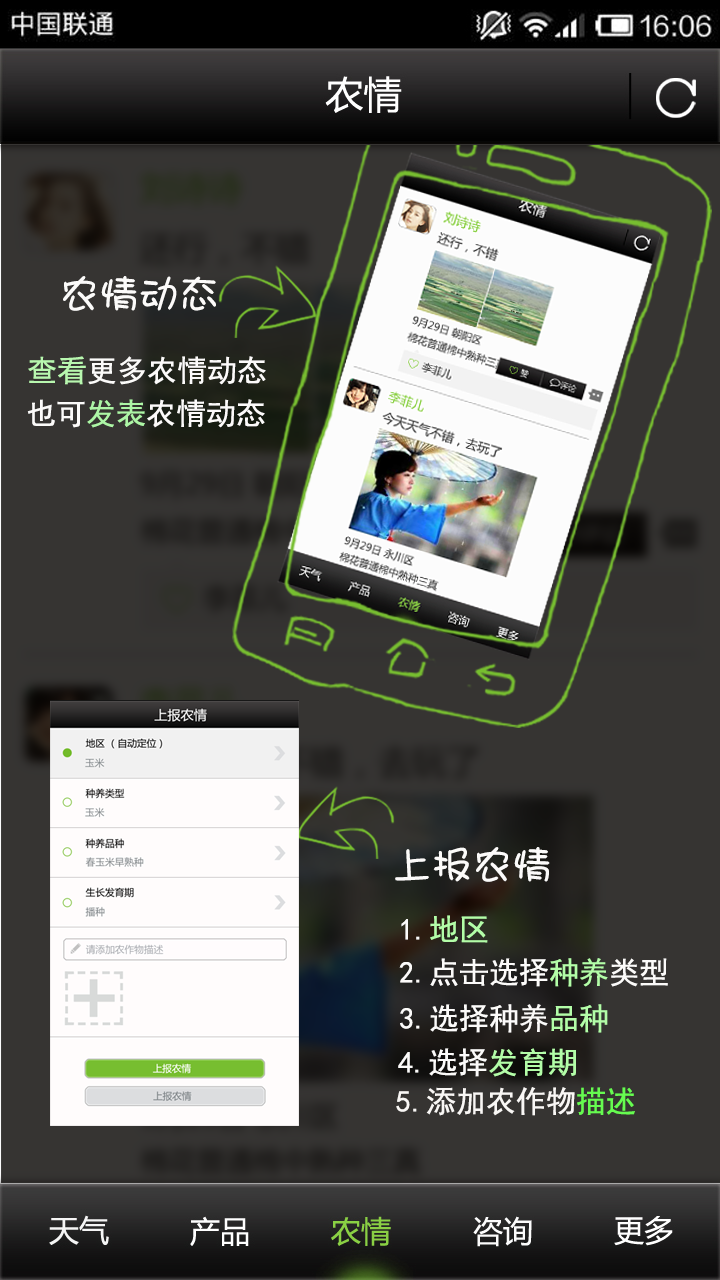 中国联通
16:06
农情
农情
刘诗诗
还行，不错
9月29日 朝阳区
棉花普通棉中熟种三
赞
评论
李菲儿
李菲儿
今天天气不错，去玩了
9月29日 永川区
棉花普通棉中熟种三真
天气 产品 农情 咨询 更多
农情动态
查看更多农情动态
也可发表农情动态
上报农情
地区（自动定位）
玉米
种养类型
玉米
种养品种
春玉米早熟种
生长发育期
播种
请添加农作物描述
上报农情
上报农情
上报农情
1.地区
2.点击选择种养类型
3.选择种养品种
4.选择发育期
5.添加农作物描述
天气 产品 农情 咨询 更多